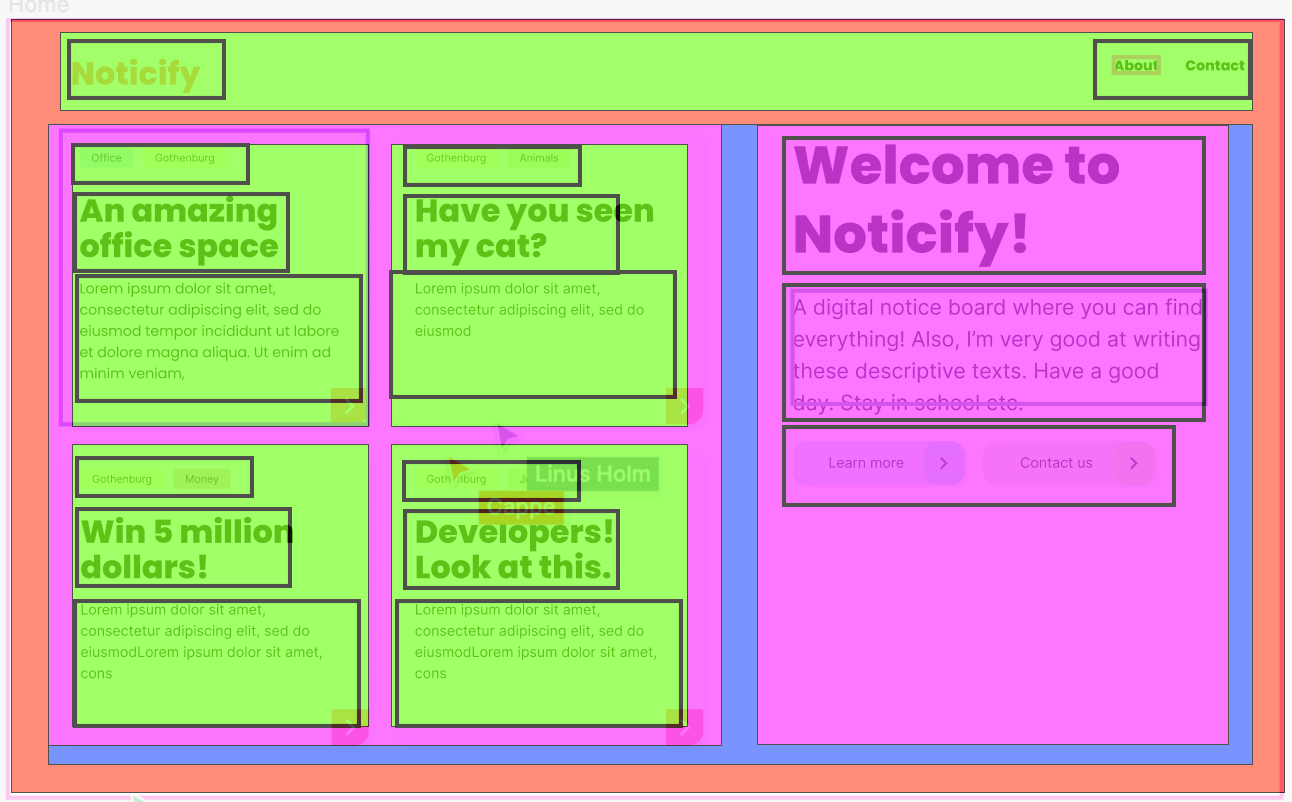 Home
Noticify
About
Contact
Office
Gothenburg
An amazing
office space
Lorem ipsum dolor sit amet,
consectetur adipiscing elit, sed do
eiusmod tempor incididunt ut labore
et dolore magna aliqua. Ut enim ad
minim veniam,
Gothenburg
Animals
Have you seen
my cat?
Lorem ipsum dolor sit amet,
consectetur adipiscing elit, sed do
eiusmod
Gothenburg
Money
Win 5 million
dollars!
Lorem ipsum dolor sit amet,
consectetur adipiscing elit, sed do
eiusmodLorem ipsum dolor sit amet,
cons
Gothenburg
Linus Holm
Cappe
Developers!
Look at this.
Lorem ipsum dolor sit amet,
consectetur adipiscing elit, sed do
eiusmodLorem ipsum dolor sit amet,
cons
Welcome to
Noticify!
A digital notice board where you can find
everything! Also, I’m very good at writing
these descriptive texts. Have a good
day. Stay in school etc.
Learn more
Contact us